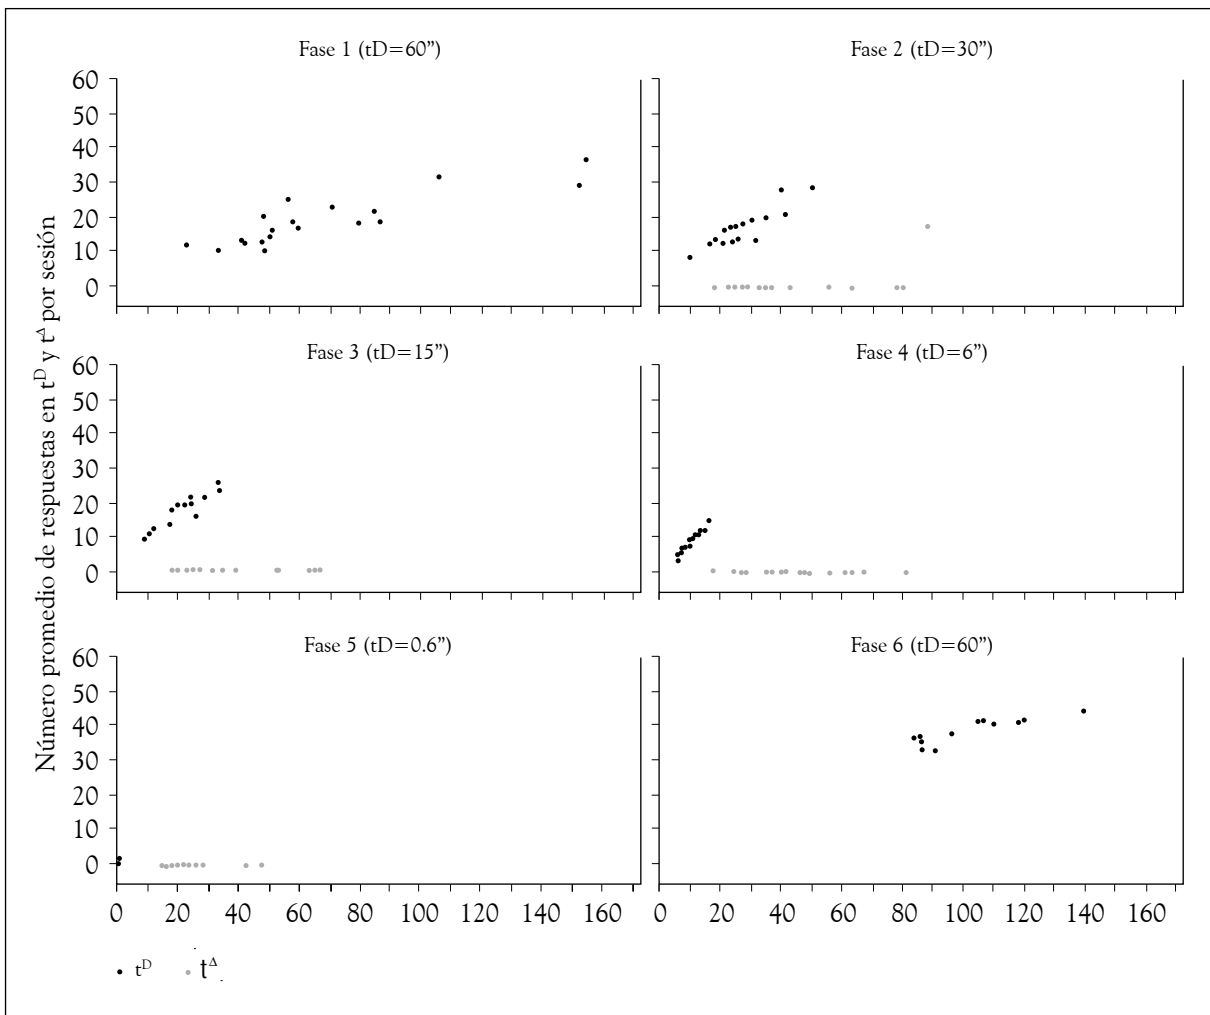 Número promedio de respuestas en tᴰ y tᐞ por sesión
Fase 1 (tD=60”)
Fase 2 (tD=30”)
60
50
40
30
20
10
0
Fase 3 (tD=15”)
Fase 4 (tD=6”)
60
50
40
30
20
10
0
Fase 5 (tD=0.6”)
Fase 6 (tD=60”)
60
50
40
30
20
10
0
0 20 40 60 80 100 120 140 160
0 20 40 60 80 100 120 140 160
tᴰ tᐞ